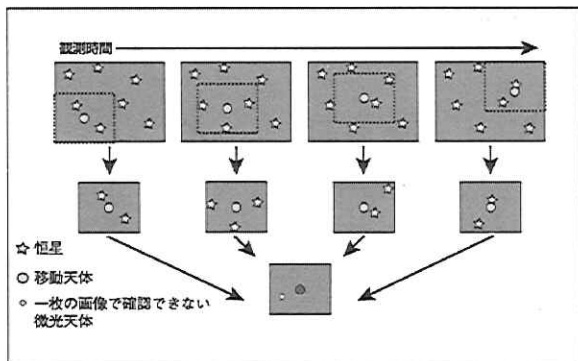 観測時間
恒星
移動天体
一枚の画像で確認できない
微光天体